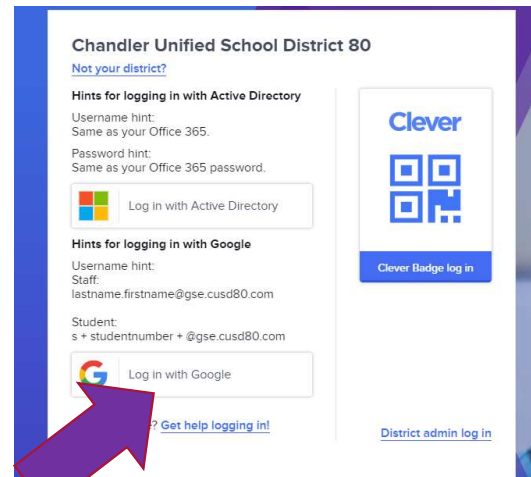 Chandler Unified School District 80
Not your district?
Hints for logging in with Active Directory
Username hint:
Same as your Office 365.
Password hint:
Same as your Office 365 password.
Log in with Active Directory
Hints for logging in with Google
Username hint:
Staff:
lastname.firstname@gse.cusd80.com
Student:
s + studentnumber + @gse.cusd80.com
Log in with Google
? Get help logging in!
Clever
Clever Badge log in
District admin log in